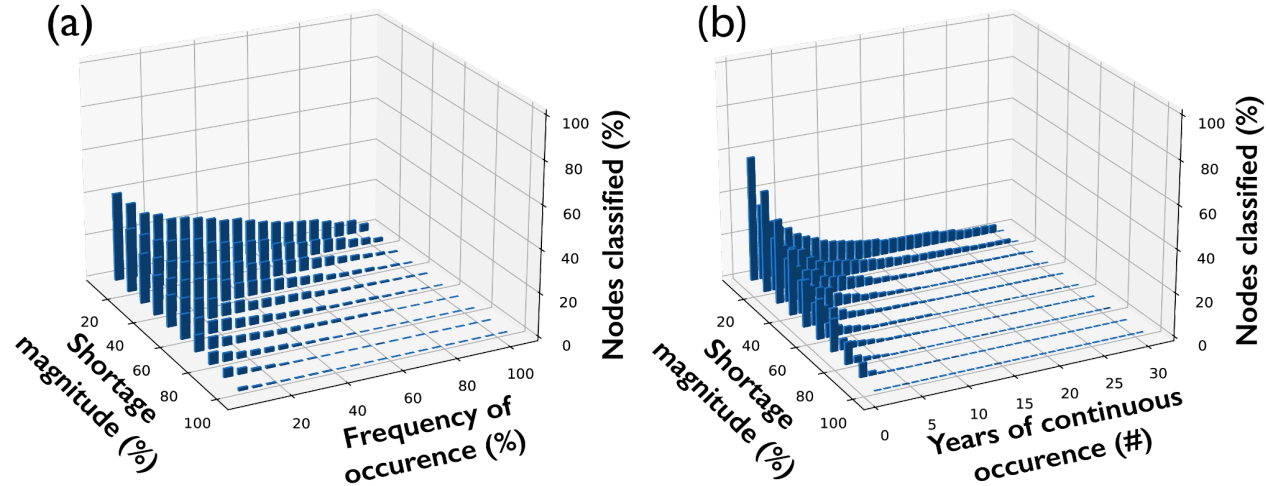 (a)
100
80
60
40
20
0
Nodes classified (%)
20
40
60
80
100
Shortage
magnitude (%)
20
40
60
80
100
Frequency of
occurence (%)
(b)
100
80
60
40
20
0
Nodes classified (%)
20
40
60
80
100
Shortage
magnitude (%)
0
5
10
15
20
25
30
Years of continuous
occurence (#)